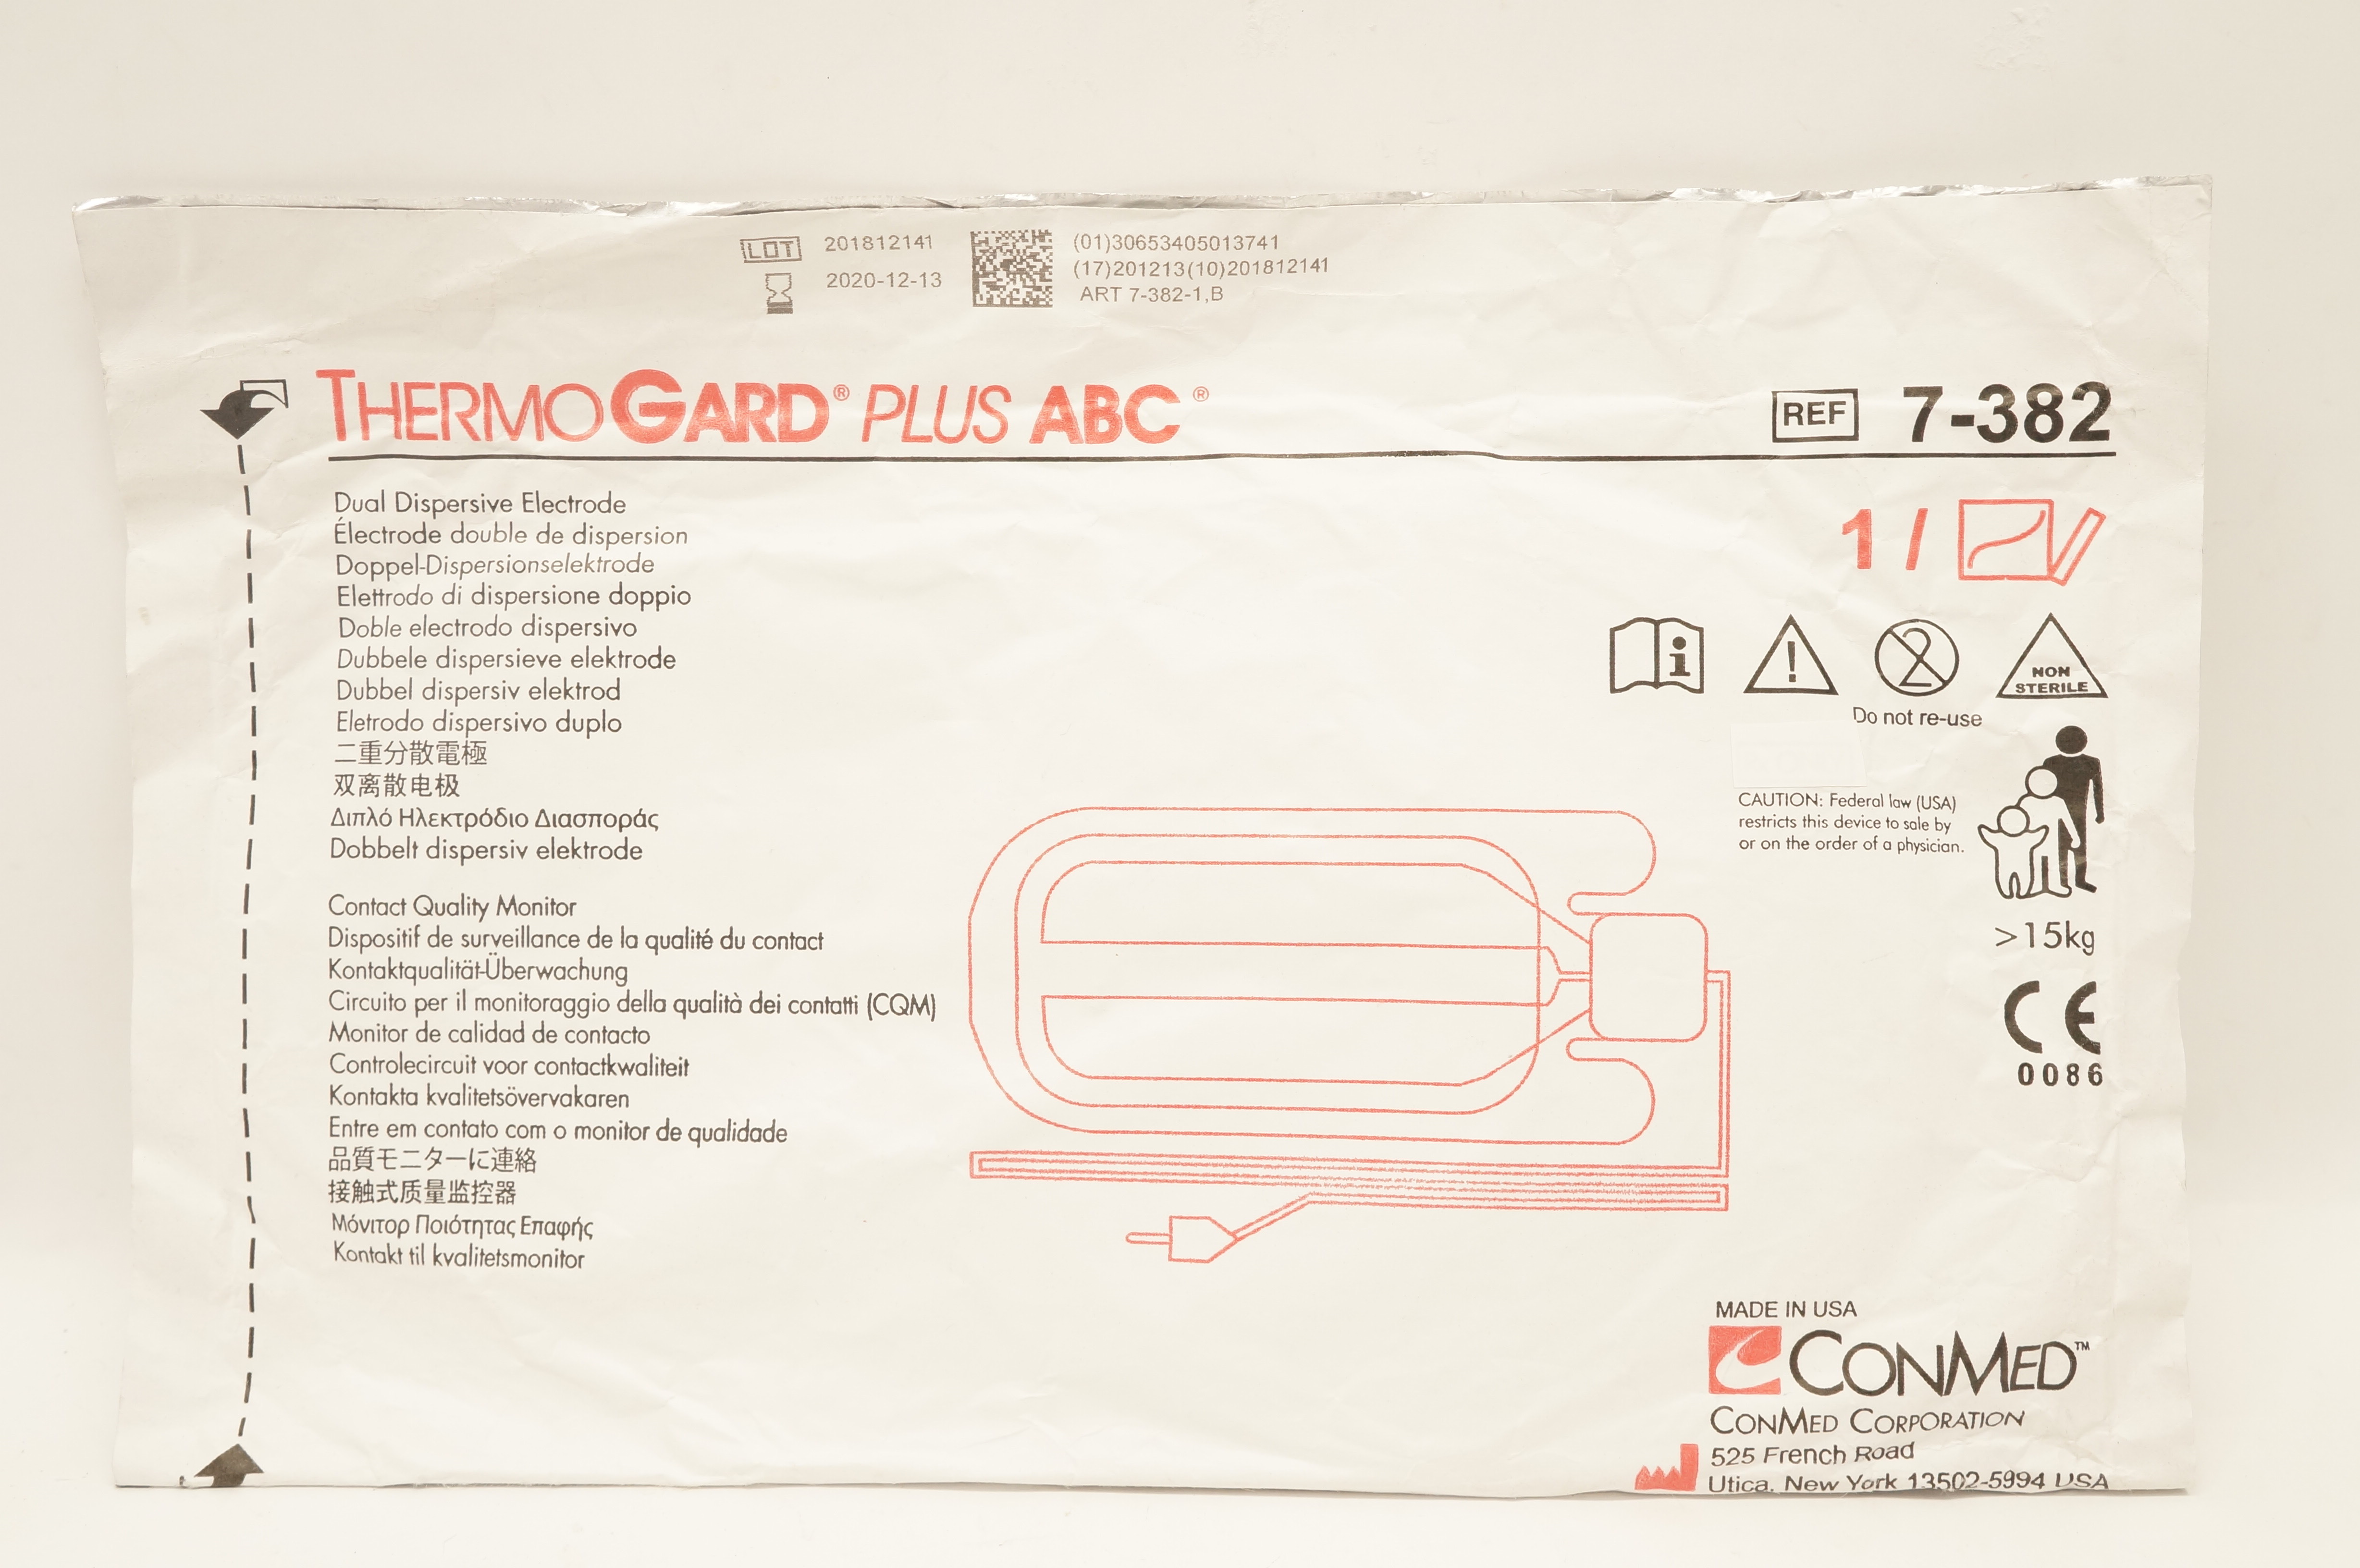 LOT 201812141
2020-12-13
(01)30653405013741
(17)201213(10)201812141
ART 7-382-1,B
THERMOGARD® PLUS ABC®
REF 7-382
Dual Dispersive Electrode
Électrode double de dispersion
Doppel-Dispersionselektrode
Elettrodo di dispersione doppio
Doble electrodo dispersivo
Dubbele dispersieve elektrode
Dubbel dispersiv elektrod
Eletrodo dispersivo duplo
二重分散電極
双离散电极
Διπλό Ηλεκτρόδιο Διασποράς
Dobbelt dispersiv elektrode
Contact Quality Monitor
Dispositif de surveillance de la qualité du contact
Kontaktqualität-Überwachung
Circuito per il monitoraggio della qualità dei contatti (CQM)
Monitor de calidad de contacto
Controlecircuit voor contactkwaliteit
Kontakta kvalitetsövervakaren
Entre em contato com o monitor de qualidade
品質モニターに連絡
接触式质量监控器
Μόνιτορ Ποιότητας Επαφής
Kontakt til kvalitetsmonitor
1 /
i
!
2
NON
STERILE
Do not re-use
CAUTION: Federal law (USA)
restricts this device to sale by
or on the order of a physician.
>15kg
CE
0086
MADE IN USA
CONMED™
CONMED CORPORATION
525 French Road
Utica, New York 13502-5994 USA